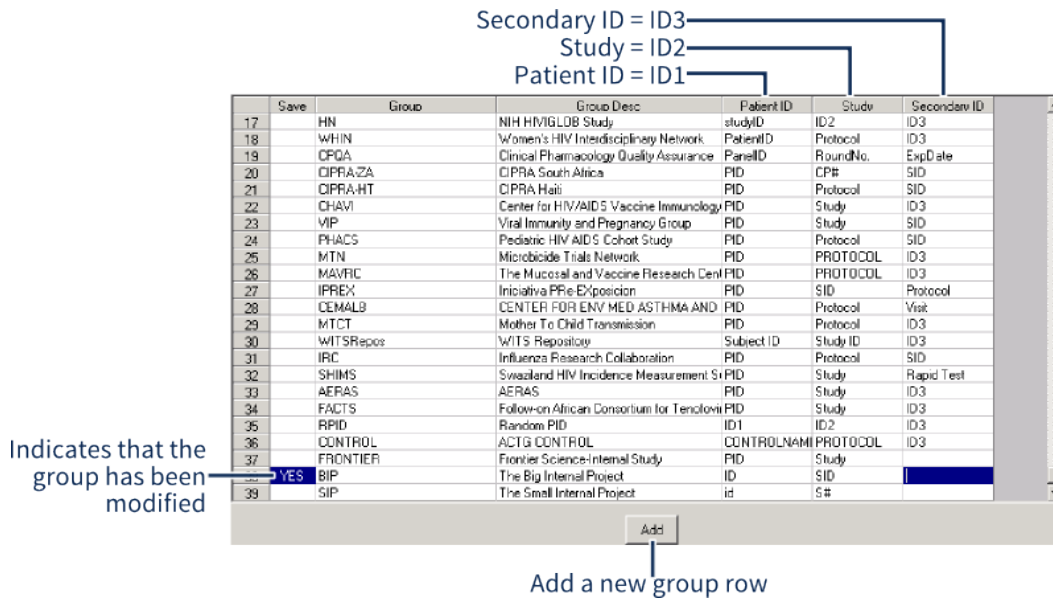 Secondary ID = ID3
Study = ID2
Patient ID = ID1
Save Group Group Desc Patient ID Study Secondary ID
17 HN NIH HIVIGLOB Study studyID ID2 ID3
18 WHIN Women's HIV Interdisciplinary Network PatientID Protocol ID3
19 CPQA Clinical Pharmacology Quality Assurance PanelID RoundNo. ExpDate
20 CIPRA-ZA CIPRA South Africa PID CP# SID
21 CIPRA-HT CIPRA Haiti PID Protocol SID
22 CHAVI Center for HIV/AIDS Vaccine Immunology PID Study ID3
23 VIP Viral Immunity and Pregnancy Group PID Study SID
24 PHACS Pediatric HIV AIDS Cohort Study PID Protocol SID
25 MTN Microbicide Trials Network PID PROTOCOL ID3
26 MAVRC The Mucosal and Vaccine Research Cent PID PROTOCOL ID3
27 IPREX Iniciativa PRe-EXposicion PID SID Protocol
28 CEMALB CENTER FOR ENV MED ASTHMA AND PID Protocol Visit
29 MTCT Mother To Child Transmission PID Protocol ID3
30 WITSRepos WITS Repository Subject ID Study ID ID3
31 IRC Influenza Research Collaboration PID Protocol SID
32 SHIMS Swaziland HIV Incidence Measurement PID Study Rapid Test
33 AERAS AERAS PID Study ID3
34 FACTS Follow-on African Consortium for Tenofovir PID Study ID3
35 RPID Random PID ID1 ID2 ID3
36 CONTROL ACTG CONTROL CONTROLNAME PROTOCOL ID3
37 FRONTIER Frontier Science-Internal Study PID Study
38 YES BIP The Big Internal Project ID SID
39 SIP The Small Internal Project id S#
Indicates that the
group has been
modified
Add
Add a new group row